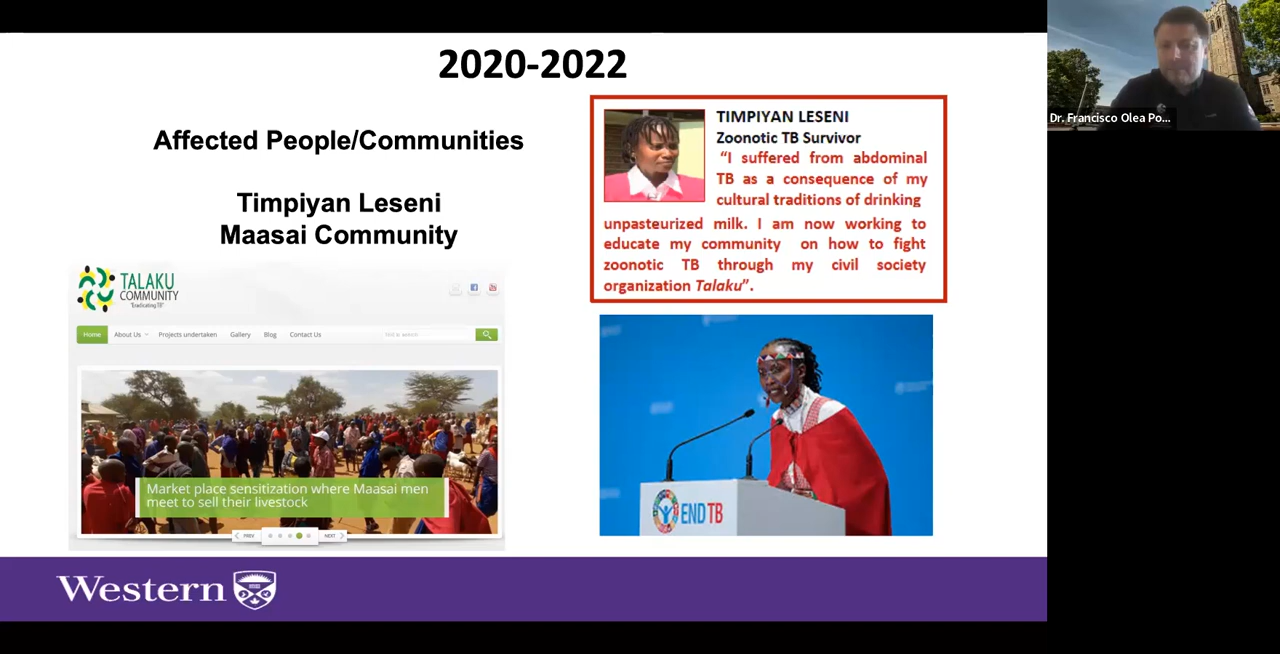 2020-2022
Affected People/Communities
Timpiyan Leseni
Maasai Community
TALAKU
COMMUNITY
"Eradicating TB"
Home
About Us
Projects undertaken
Gallery
Blog
Contact Us
Market place sensitization where Maasai men
meet to sell their livestock
PREV
NEXT
TIMPIYAN LESENI
Zoonotic TB Survivor
“I suffered from abdominal
TB as a consequence of my
cultural traditions of drinking
unpasteurized milk. I am now working to
educate my community on how to fight
zoonotic TB through my civil society
organization Talaku”.
END TB
Western
Dr. Francisco Olea Po...